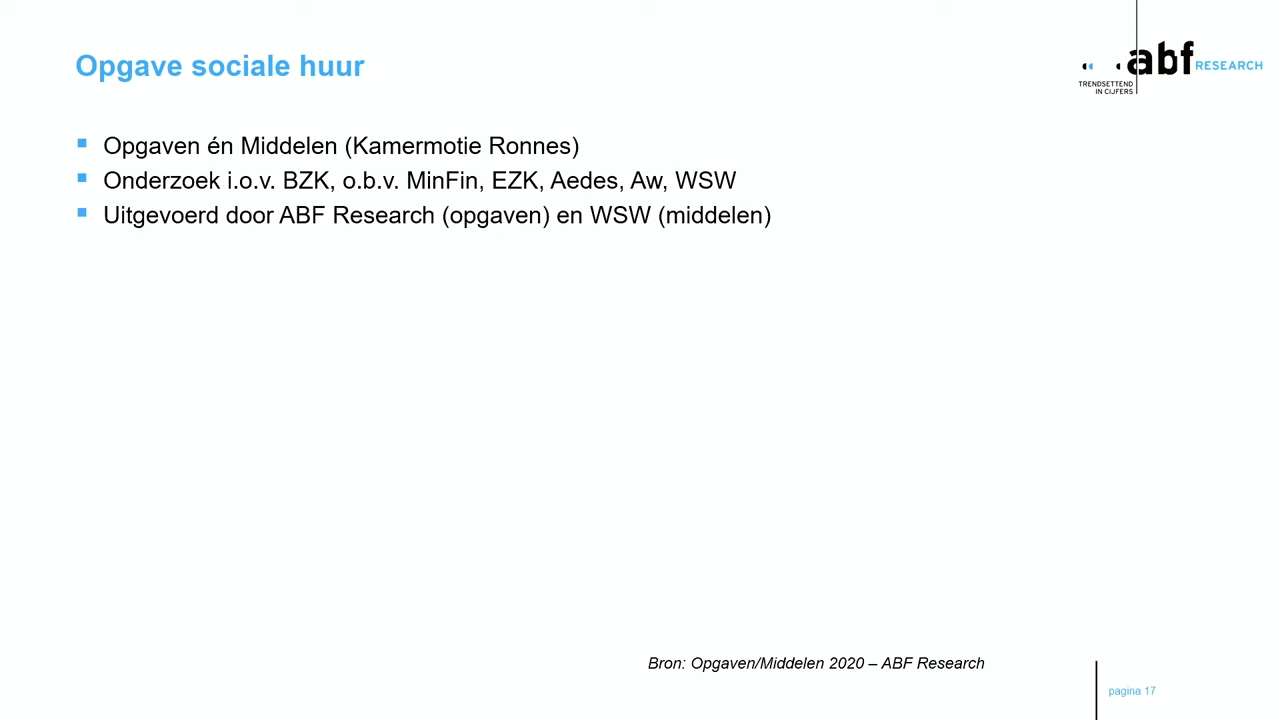 Opgave sociale huur
abf RESEARCH
TRENDSETTEND
IN CIJFERS
Opgaven én Middelen (Kamermotie Ronnes)
Onderzoek i.o.v. BZK, o.b.v. MinFin, EZK, Aedes, Aw, WSW
Uitgevoerd door ABF Research (opgaven) en WSW (middelen)
Bron: Opgaven/Middelen 2020 – ABF Research
pagina 17